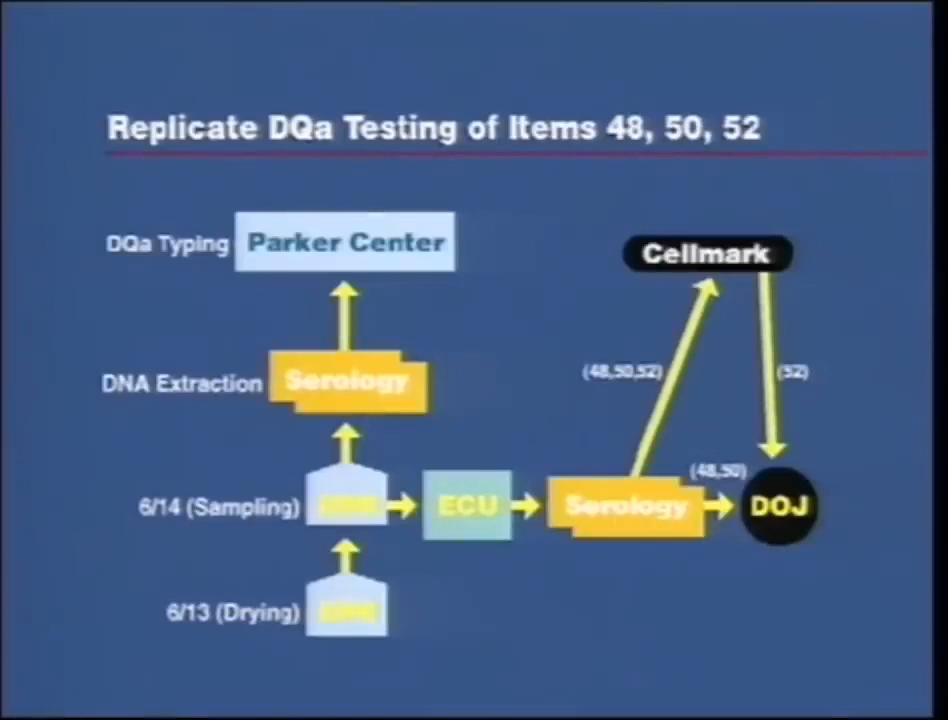 Replicate DQa Testing of Items 48, 50, 52
DQa Typing
Parker Center
Cellmark
DNA Extraction
Serology
(48,50,52)
(52)
(48,50)
6/14 (Sampling)
ECU
Serology
DOJ
6/13 (Drying)